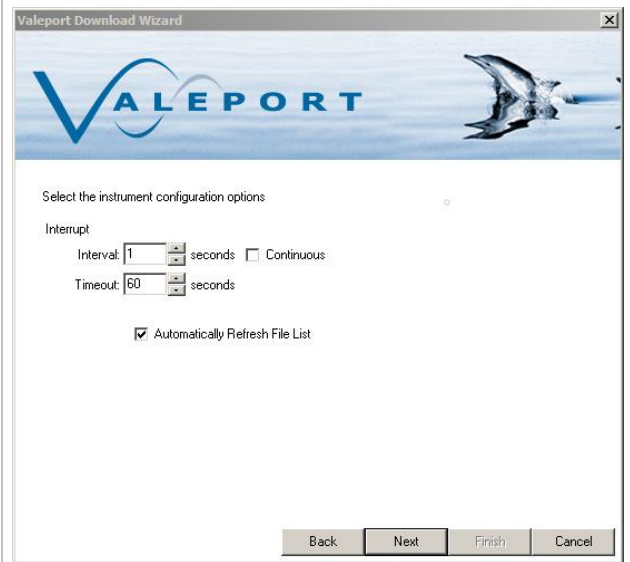 Valeport Download Wizard
VALEPORT
Select the instrument configuration options
Interrupt
Interval: 1 seconds Continuous
Timeout: 60 seconds
Automatically Refresh File List
Back Next Finish Cancel